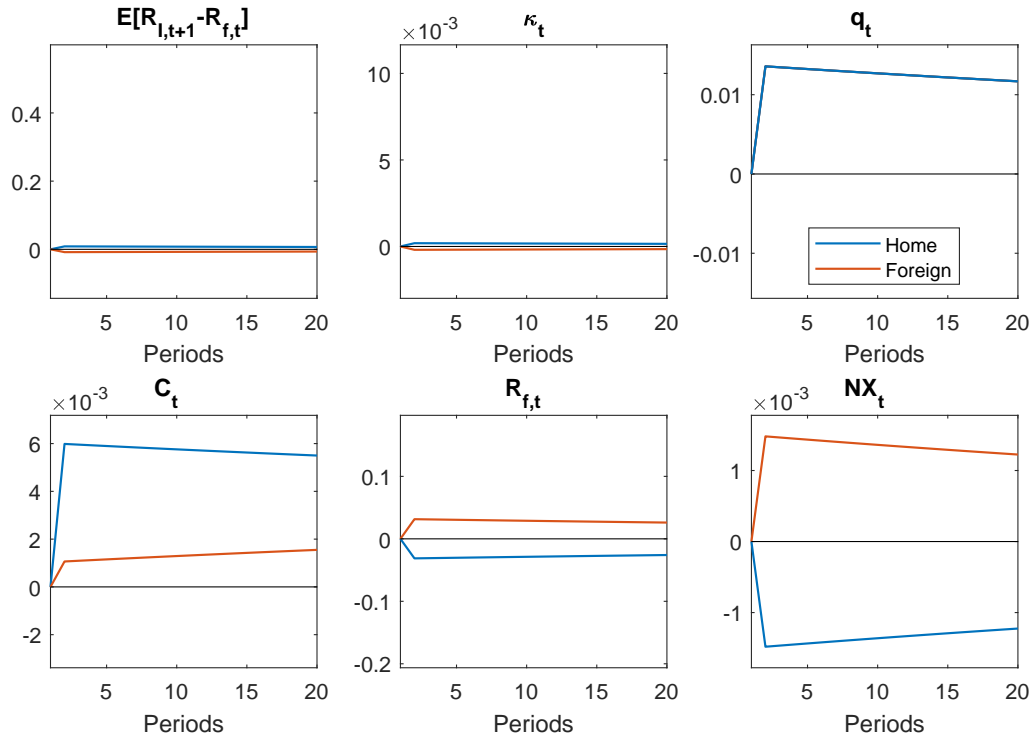 E[R_{l,t+1}-R_{f,t}]
0.4
0.2
0
5 10 15 20
Periods
κ_t
×10^{-3}
10
5
0
5 10 15 20
Periods
q_t
0.01
0
-0.01
Home
Foreign
5 10 15 20
Periods
C_t
×10^{-3}
6
4
2
0
-2
5 10 15 20
Periods
R_{f,t}
0.1
0
-0.1
-0.2
5 10 15 20
Periods
NX_t
×10^{-3}
1
0
-1
5 10 15 20
Periods